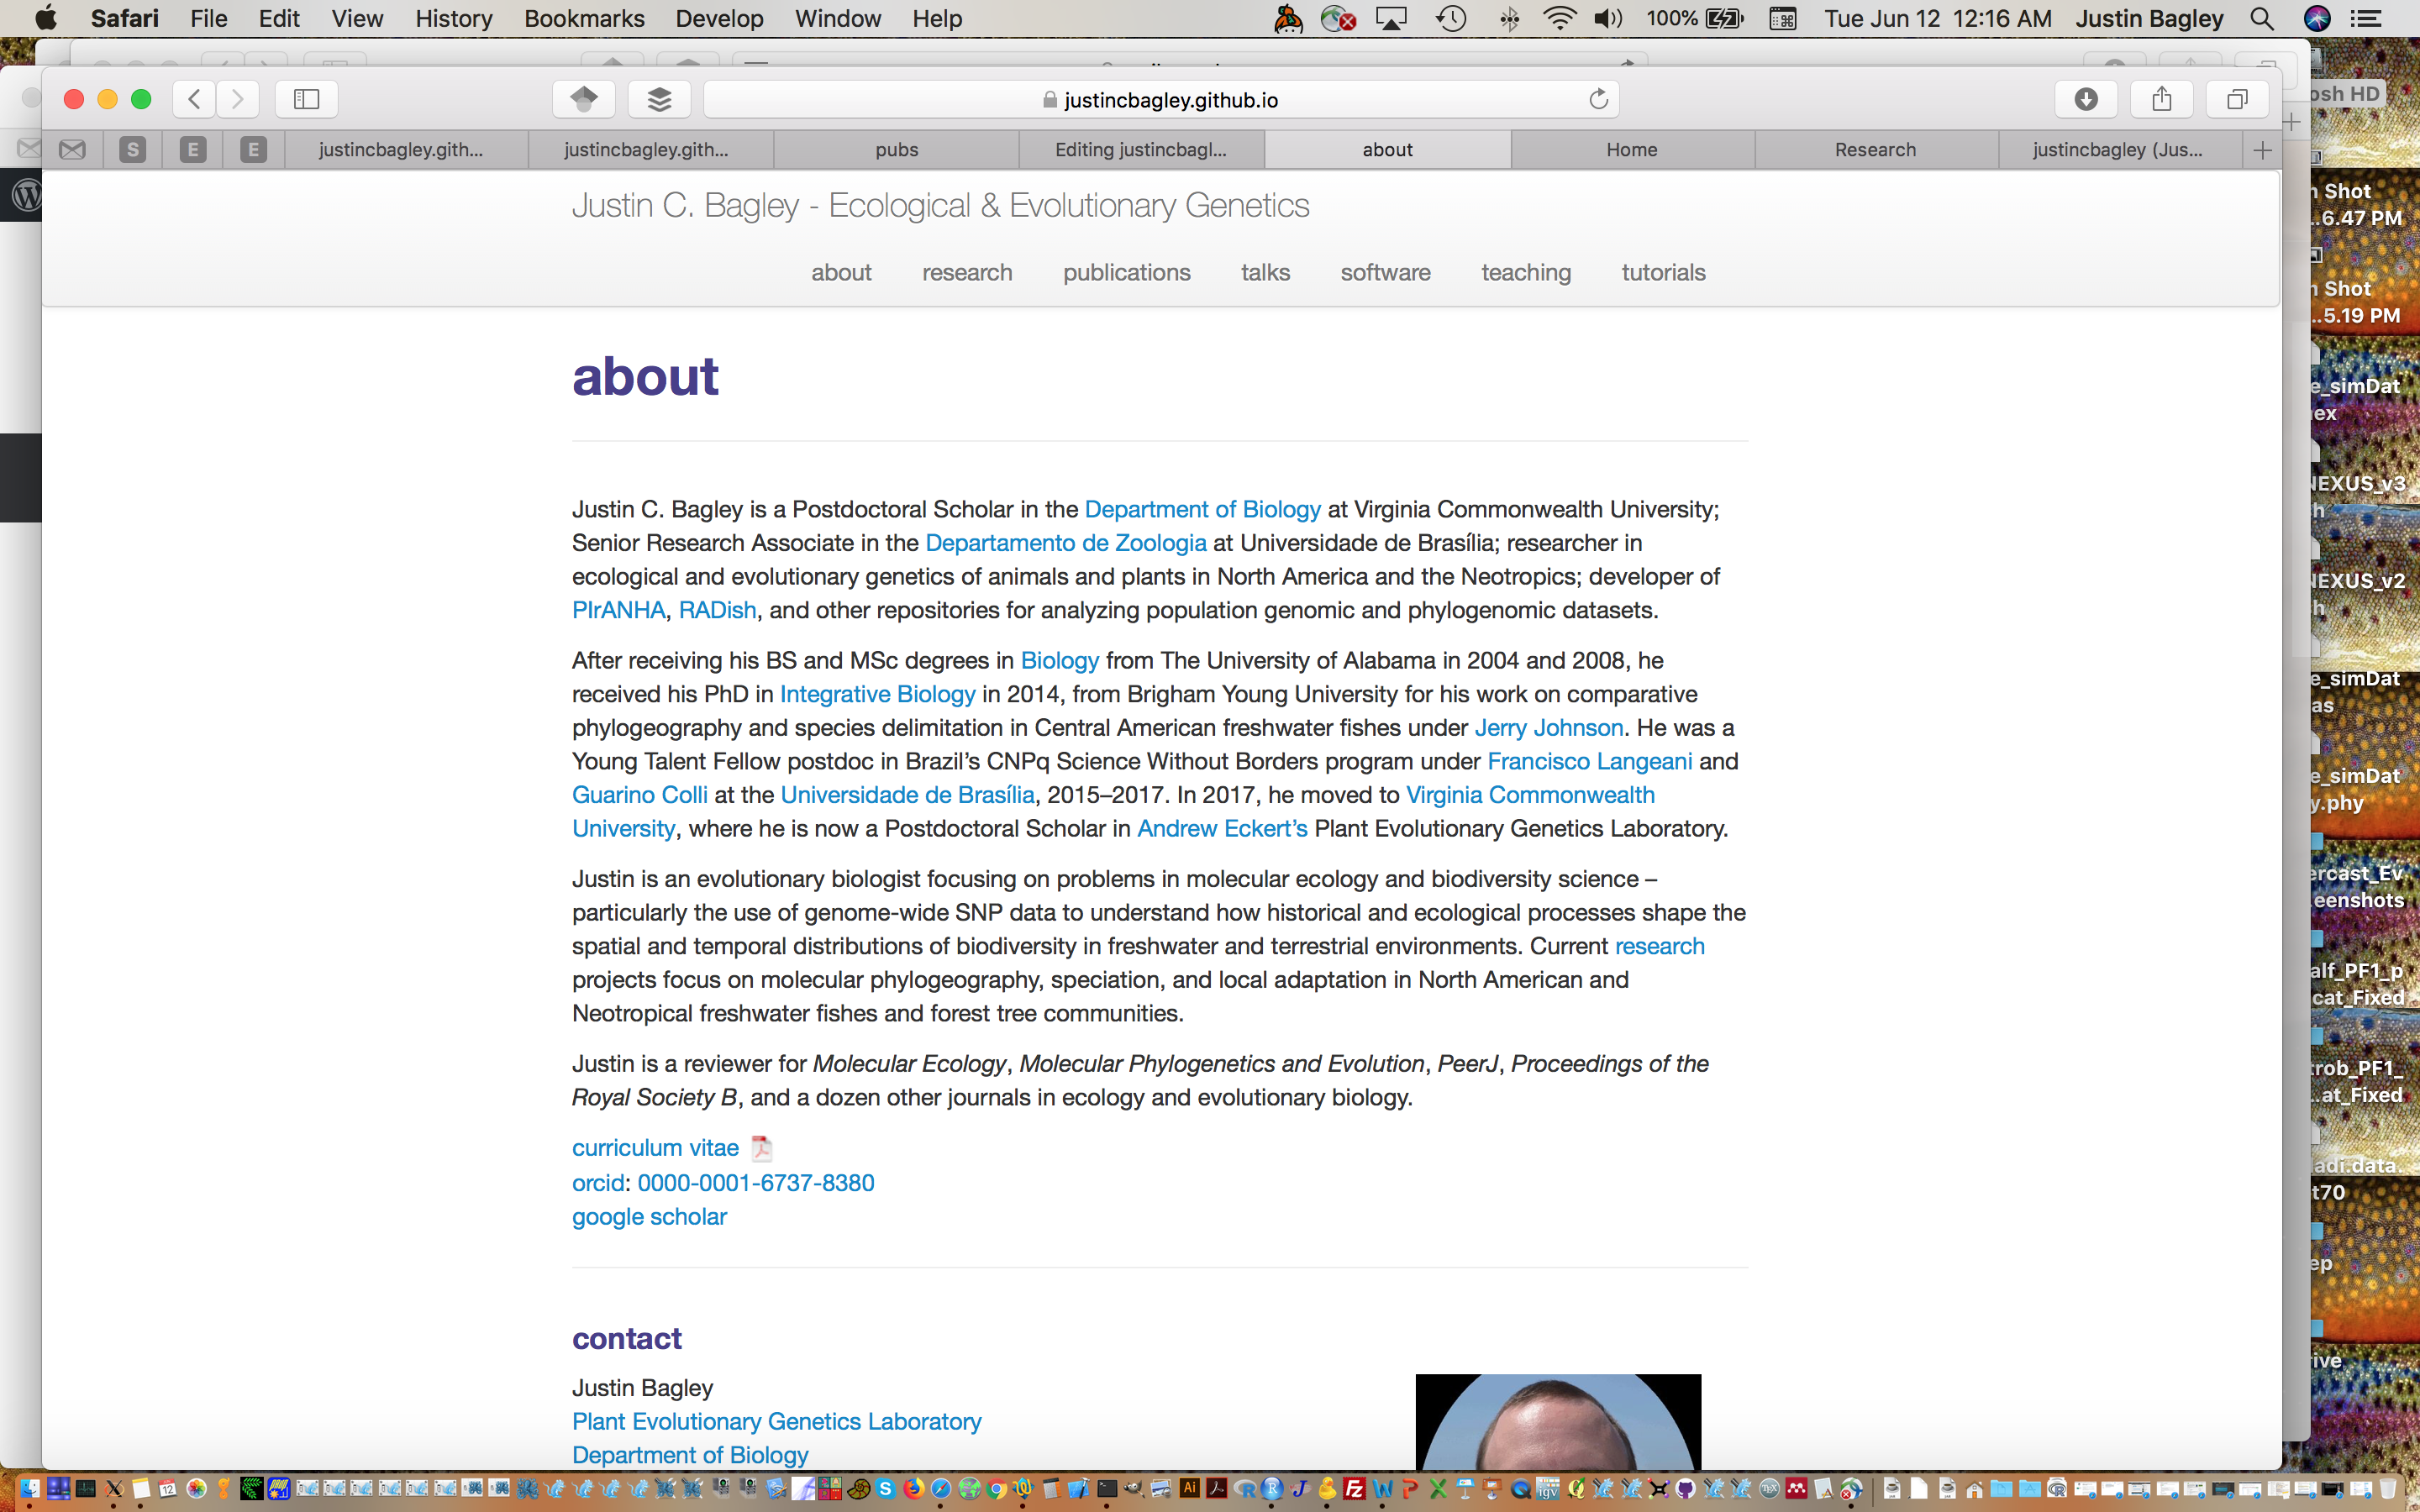 Safari File Edit View History Bookmarks Develop Window Help 100% Tue Jun 12 12:16 AM Justin Bagley
justincbagley.github.io
osh HD
S E E justincbagley.gith... justincbagley.gith... pubs Editing justincbagl... about Home Research justincbagley (Jus...
Justin C. Bagley - Ecological & Evolutionary Genetics
about research publications talks software teaching tutorials
about
Justin C. Bagley is a Postdoctoral Scholar in the Department of Biology at Virginia Commonwealth University;
Senior Research Associate in the Departamento de Zoologia at Universidade de Brasília; researcher in
ecological and evolutionary genetics of animals and plants in North America and the Neotropics; developer of
PIrANHA, RADish, and other repositories for analyzing population genomic and phylogenomic datasets.
After receiving his BS and MSc degrees in Biology from The University of Alabama in 2004 and 2008, he
received his PhD in Integrative Biology in 2014, from Brigham Young University for his work on comparative
phylogeography and species delimitation in Central American freshwater fishes under Jerry Johnson. He was a
Young Talent Fellow postdoc in Brazil’s CNPq Science Without Borders program under Francisco Langeani and
Guarino Colli at the Universidade de Brasília, 2015–2017. In 2017, he moved to Virginia Commonwealth
University, where he is now a Postdoctoral Scholar in Andrew Eckert’s Plant Evolutionary Genetics Laboratory.
Justin is an evolutionary biologist focusing on problems in molecular ecology and biodiversity science –
particularly the use of genome-wide SNP data to understand how historical and ecological processes shape the
spatial and temporal distributions of biodiversity in freshwater and terrestrial environments. Current research
projects focus on molecular phylogeography, speciation, and local adaptation in North American and
Neotropical freshwater fishes and forest tree communities.
Justin is a reviewer for Molecular Ecology, Molecular Phylogenetics and Evolution, PeerJ, Proceedings of the
Royal Society B, and a dozen other journals in ecology and evolutionary biology.
curriculum vitae
orcid: 0000-0001-6737-8380
google scholar
contact
Justin Bagley
Plant Evolutionary Genetics Laboratory
Department of Biology
n Shot
...6.47 PM
n Shot
...5.19 PM
e_simDat
ex
NEXUS_v3
h
NEXUS_v2
h
e_simDat
as
e_simDat
y.phy
ercast_Ev
eenshots
alf_PF1_p
cat_Fixed
trob_PF1_
...at_Fixed
adi.data.
t70
ep
ive